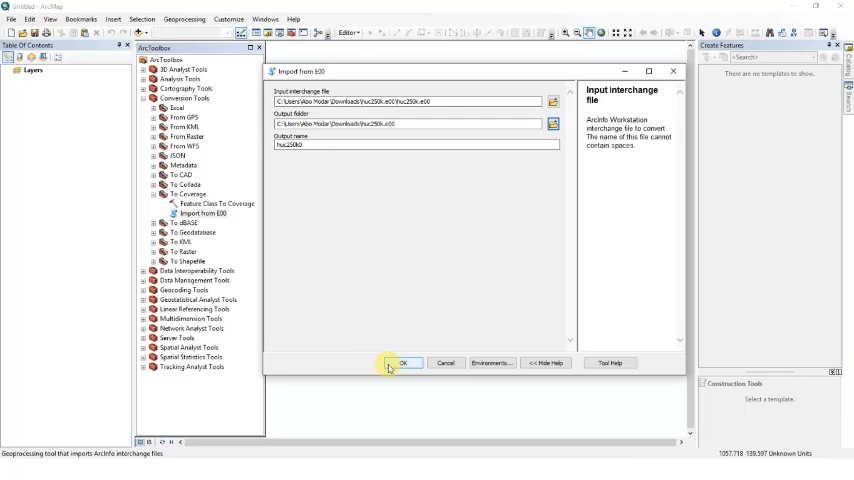 Untitled - ArcMap
File Edit View Bookmarks Insert Selection Geoprocessing Customize Windows Help
Editor
Table Of Contents
Layers
ArcToolbox
ArcToolbox
3D Analyst Tools
Analysis Tools
Cartography Tools
Conversion Tools
Excel
From GPS
From KML
From Raster
From WFS
JSON
Metadata
To CAD
To Collada
To Coverage
Feature Class To Coverage
Import from E00
To dBASE
To Geodatabase
To KML
To Raster
To Shapefile
Data Interoperability Tools
Data Management Tools
Geocoding Tools
Geostatistical Analyst Tools
Linear Referencing Tools
Multidimension Tools
Network Analyst Tools
Server Tools
Spatial Analyst Tools
Spatial Statistics Tools
Tracking Analyst Tools
Import from E00
Input interchange file
C:\Users\Abo Modar\Downloads\huc250k.e00\huc250k.e00
Output folder
C:\Users\Abo Modar\Downloads\huc250k.e00
Output name
huc250k0
OK Cancel Environments... << Hide Help Tool Help
Input interchange
file
ArcInfo Workstation
interchange file to convert.
The name of this file cannot
contain spaces.
Create Features
<Search>
There are no templates to show.
Construction Tools
Select a template.
Catalog
Search
Geoprocessing tool that imports ArcInfo interchange files
1057.718 139.597 Unknown Units